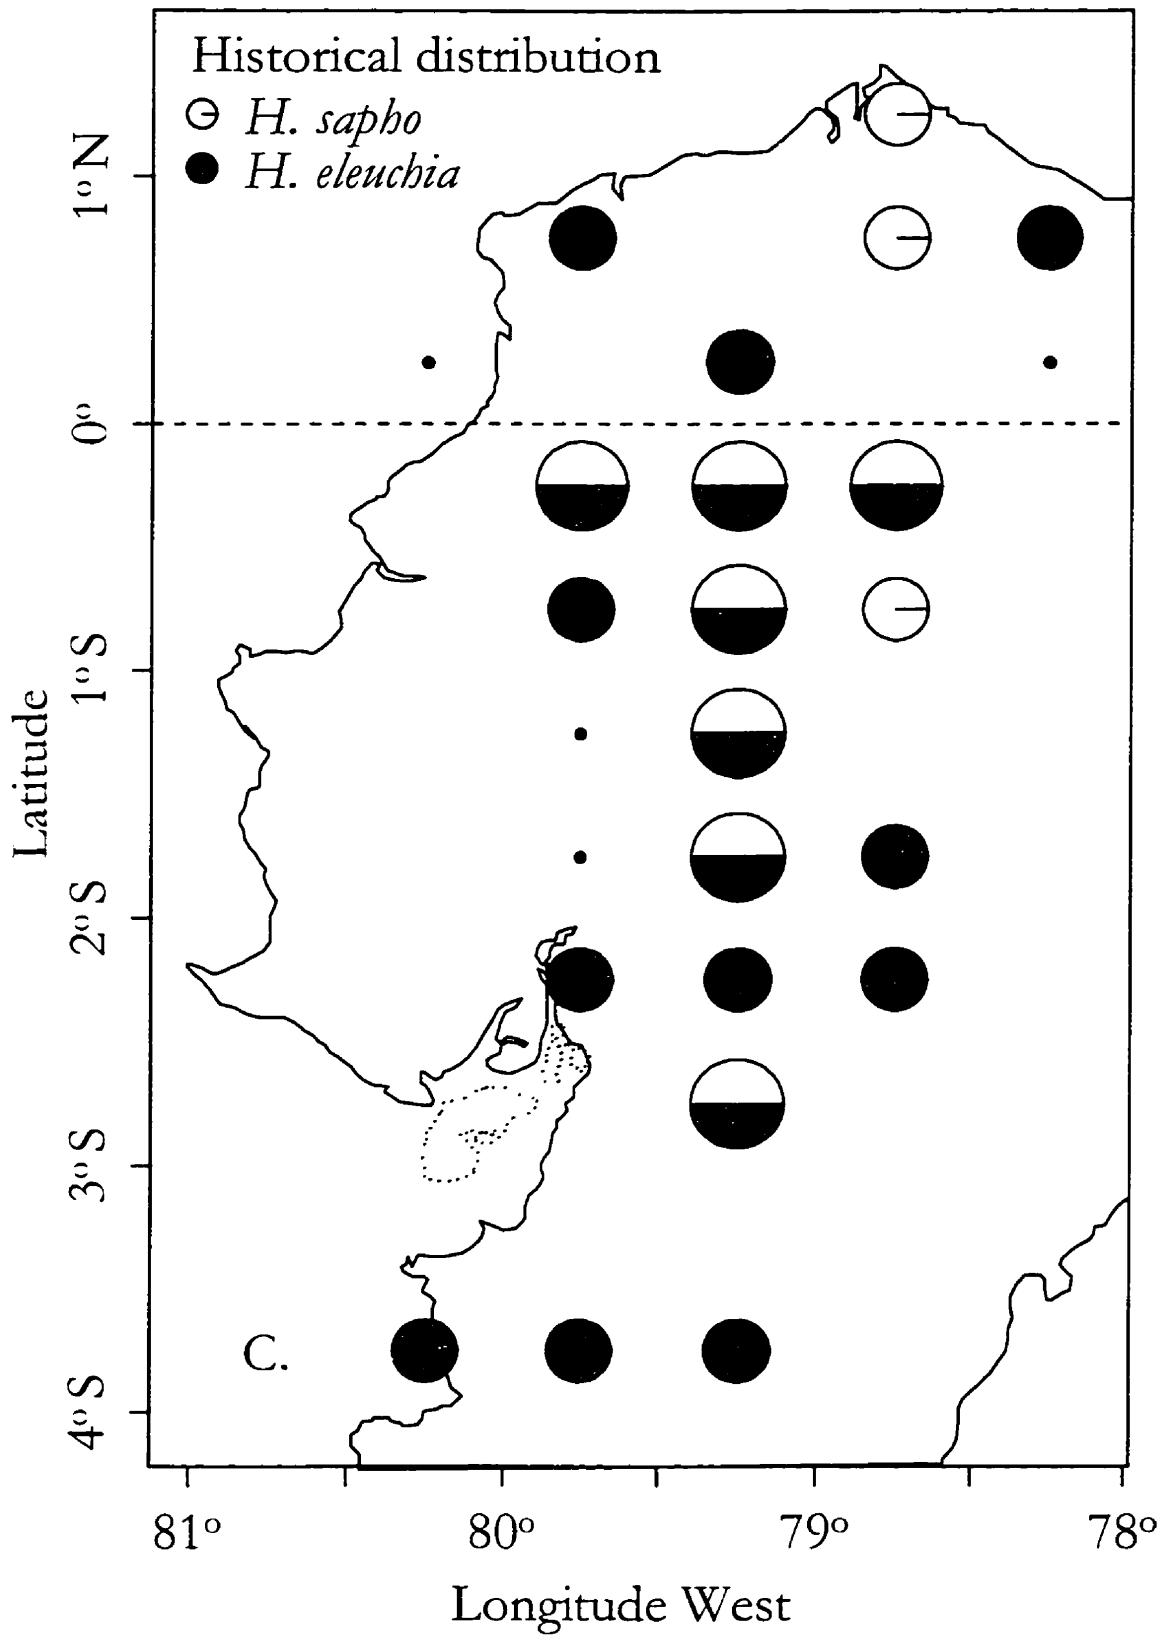 Historical distribution
H. sapho
H. eleuchia
1° N
0°
1° S
2° S
3° S
4° S
Latitude
C.
81°
80°
79°
78°
Longitude West